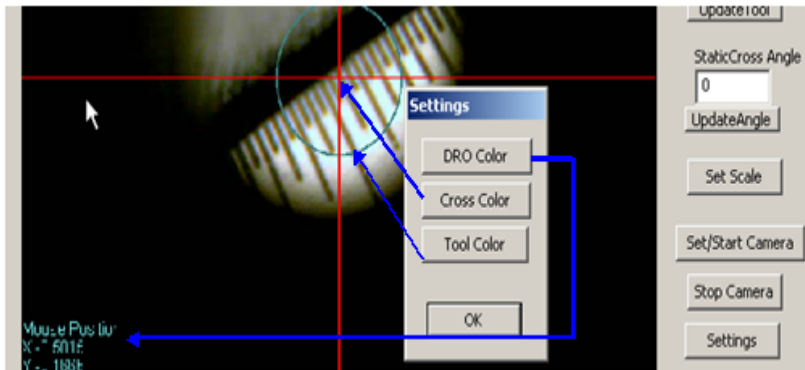 UpdateTool
StaticCross Angle
0
UpdateAngle
Set Scale
Set/Start Camera
Stop Camera
Settings
Settings
DRO Color
Cross Color
Tool Color
OK
Mouse Position
X -
Y -